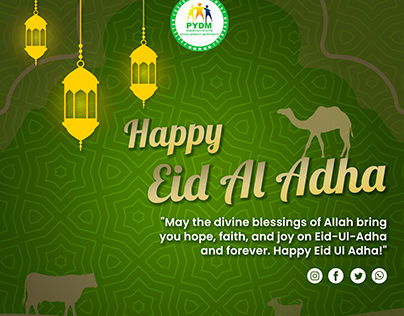 PYDM
Happy
Eid Al Adha
"May the divine blessings of Allah bring
you hope, faith, and joy on Eid-Ul-Adha
and forever. Happy Eid Ul Adha!"